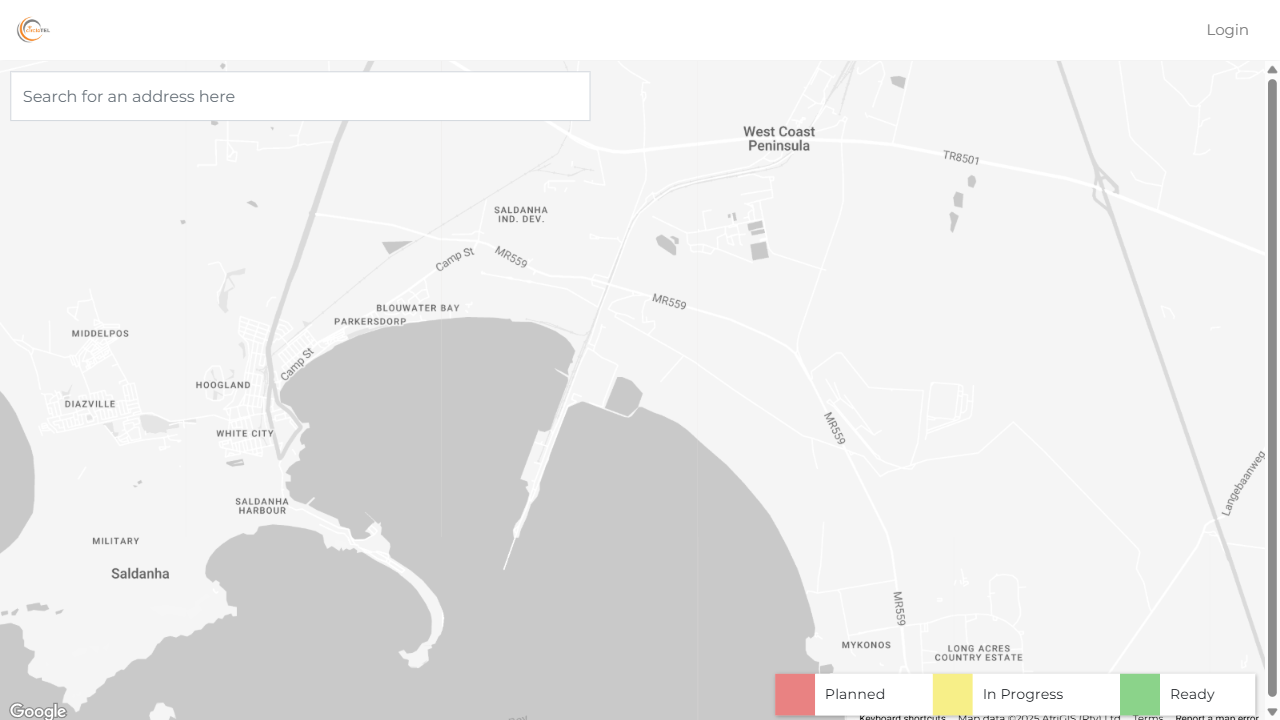 Login
Search for an address here
West Coast
Peninsula
TR8501
SALDANHA
IND. DEV.
Camp St
MR559
BLOUWATER BAY
PARKERSDORP
MR559
MIDDELPOS
Camp St
HOOGLAND
DIAZVILLE
WHITE CITY
MR559
Langebaanweg
SALDANHA
HARBOUR
MILITARY
Saldanha
MR559
MYKONOS
LONG ACRES
COUNTRY ESTATE
Planned
In Progress
Ready
Google
Keyboard shortcuts
Map data ©2025 AfriGIS (Pty) Ltd
Terms
Report a map error